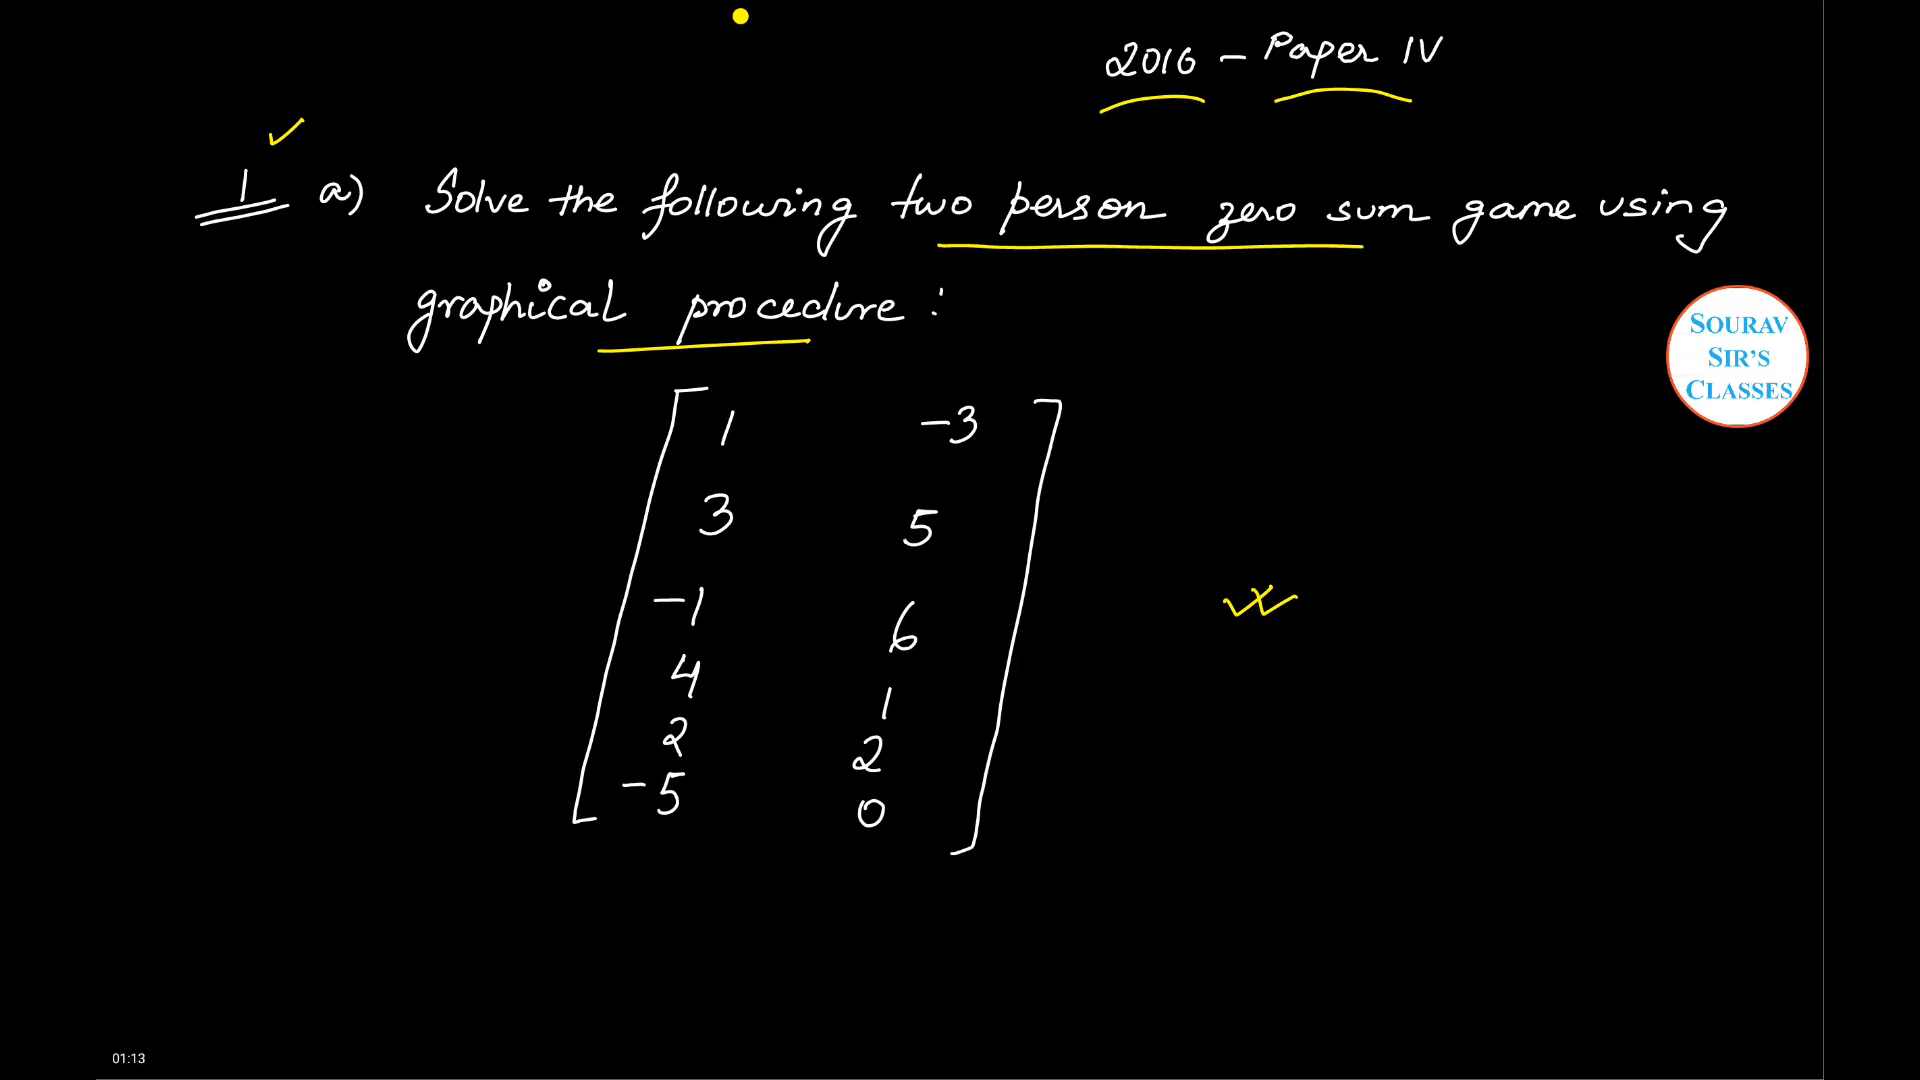 2016 - Paper IV
1 a) Solve the following two person zero sum game using
graphical procedure :
SOURAV
SIR'S
CLASSES
1 -3
3 5
-1 6
4 1
2 2
-5 0
01:13